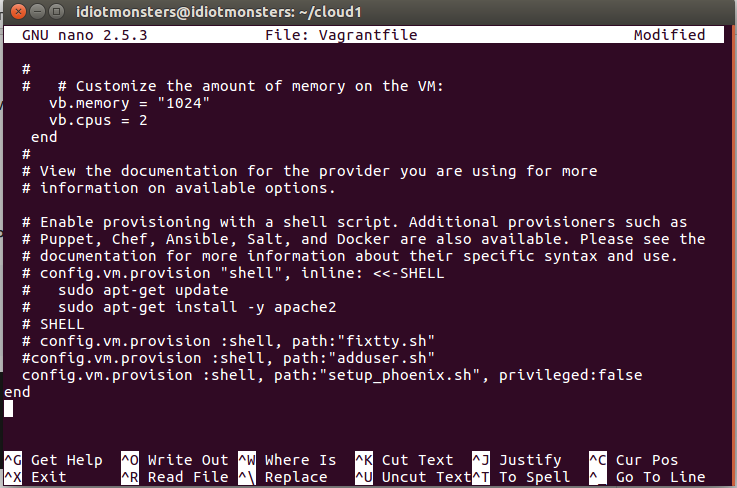 idiotmonsters@idiotmonsters: ~/cloud1
GNU nano 2.5.3 File: Vagrantfile Modified
#
# # Customize the amount of memory on the VM:
vb.memory = "1024"
vb.cpus = 2
end
#
# View the documentation for the provider you are using for more
# information on available options.
# Enable provisioning with a shell script. Additional provisioners such as
# Puppet, Chef, Ansible, Salt, and Docker are also available. Please see the
# documentation for more information about their specific syntax and use.
# config.vm.provision "shell", inline: <<-SHELL
# sudo apt-get update
# sudo apt-get install -y apache2
# SHELL
# config.vm.provision :shell, path:"fixtty.sh"
#config.vm.provision :shell, path:"adduser.sh"
config.vm.provision :shell, path:"setup_phoenix.sh", privileged:false
end
^G Get Help ^O Write Out ^W Where Is ^K Cut Text ^J Justify ^C Cur Pos
^X Exit ^R Read File ^\ Replace ^U Uncut Text ^T To Spell ^_ Go To Line